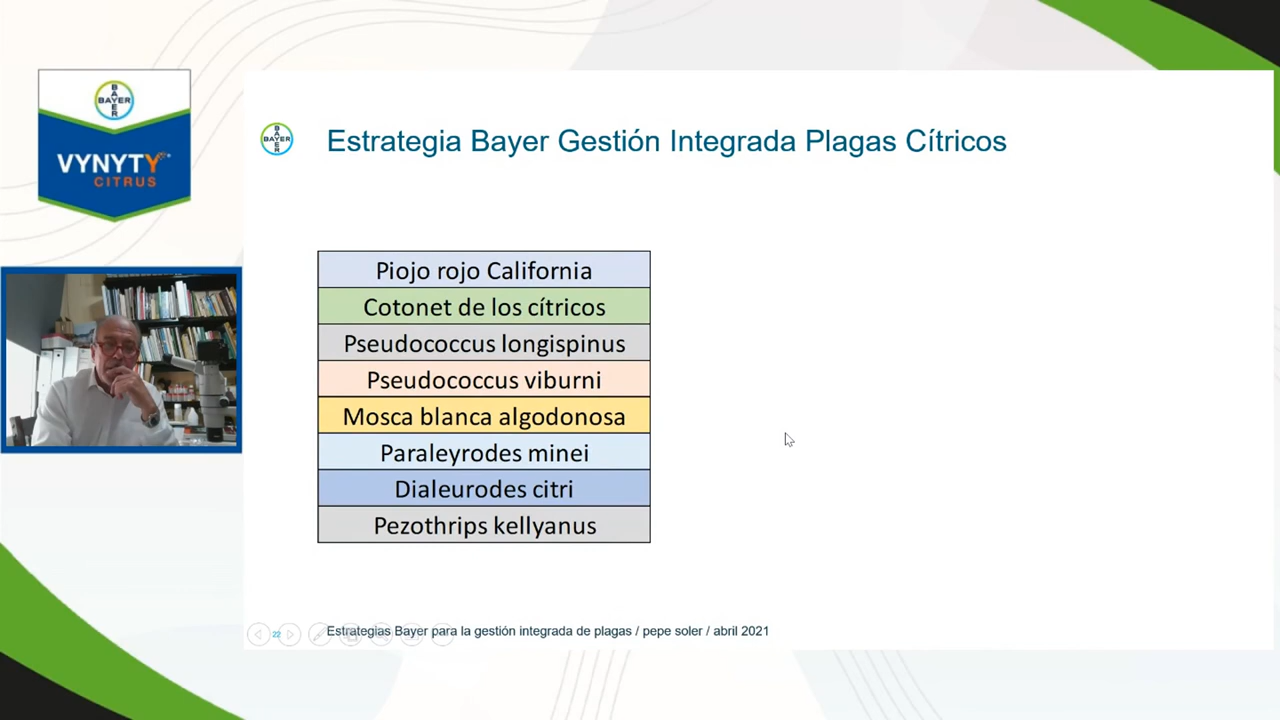 BAYER
VYNYTY
CITRUS
BAYER
Estrategia Bayer Gestión Integrada Plagas Cítricos
Piojo rojo California
Cotonet de los cítricos
Pseudococcus longispinus
Pseudococcus viburni
Mosca blanca algodonosa
Paraleyrodes minei
Dialeurodes citri
Pezothrips kellyanus
22
Estrategias Bayer para la gestión integrada de plagas / pepe soler / abril 2021